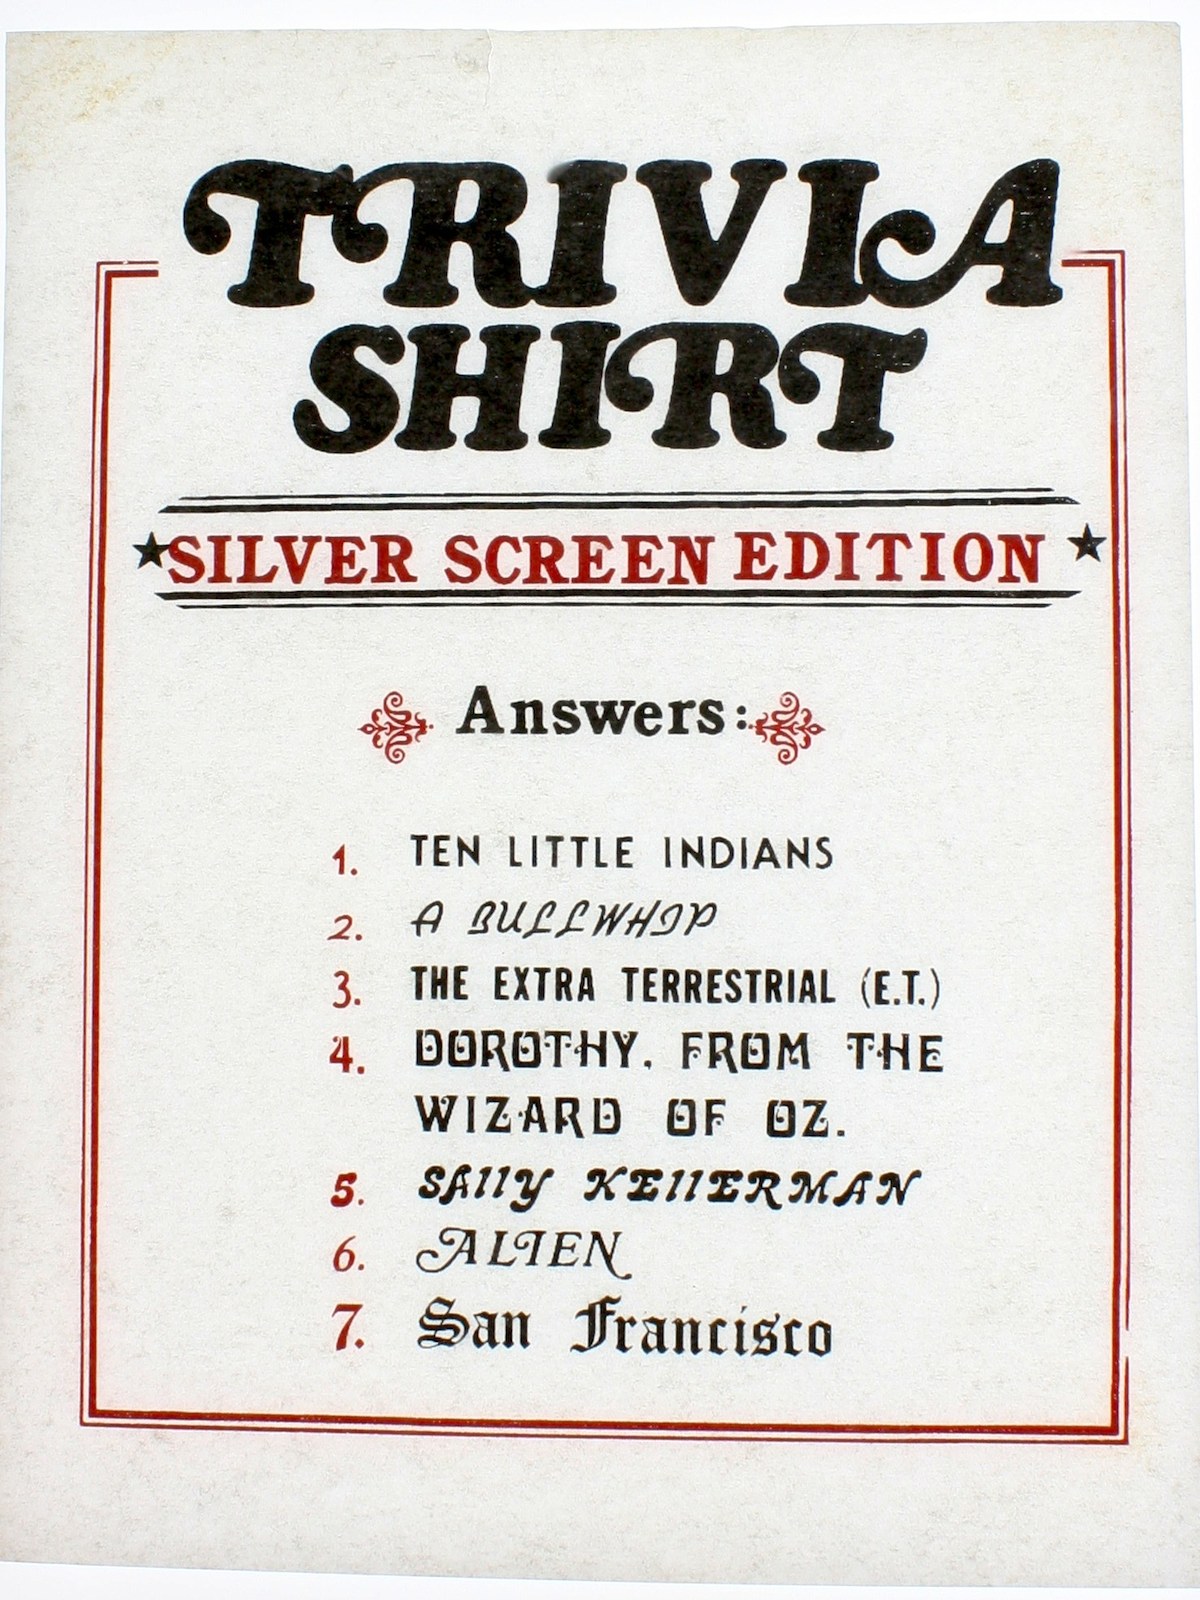 TRIVIA
SHIRT
★SILVER SCREEN EDITION★
Answers:
1. TEN LITTLE INDIANS
2. A BULLWHIP
3. THE EXTRA TERRESTRIAL (E.T.)
4. DOROTHY, FROM THE
WIZARD OF OZ.
5. SALLY KELLERMAN
6. ALIEN
7. San Francisco